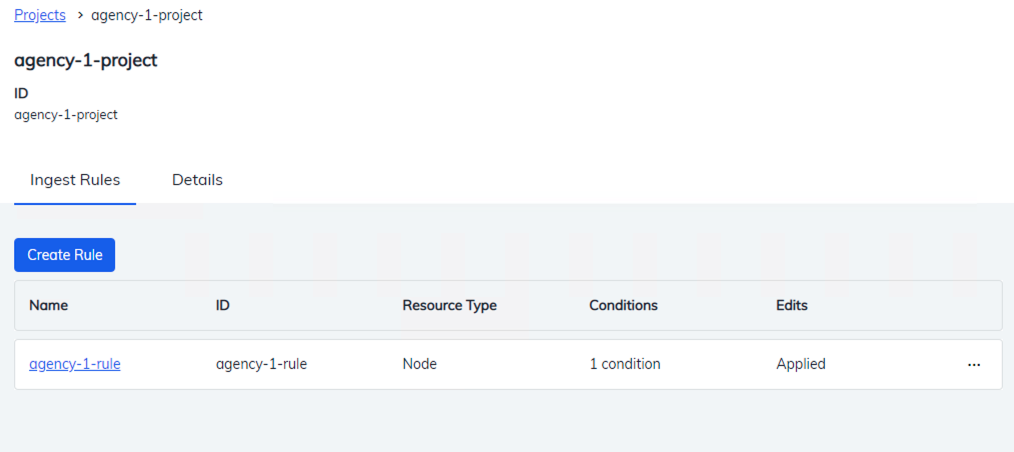 Projects > agency-1-project
agency-1-project
ID
agency-1-project
Ingest Rules Details
Create Rule
Name ID Resource Type Conditions Edits
agency-1-rule agency-1-rule Node 1 condition Applied ...